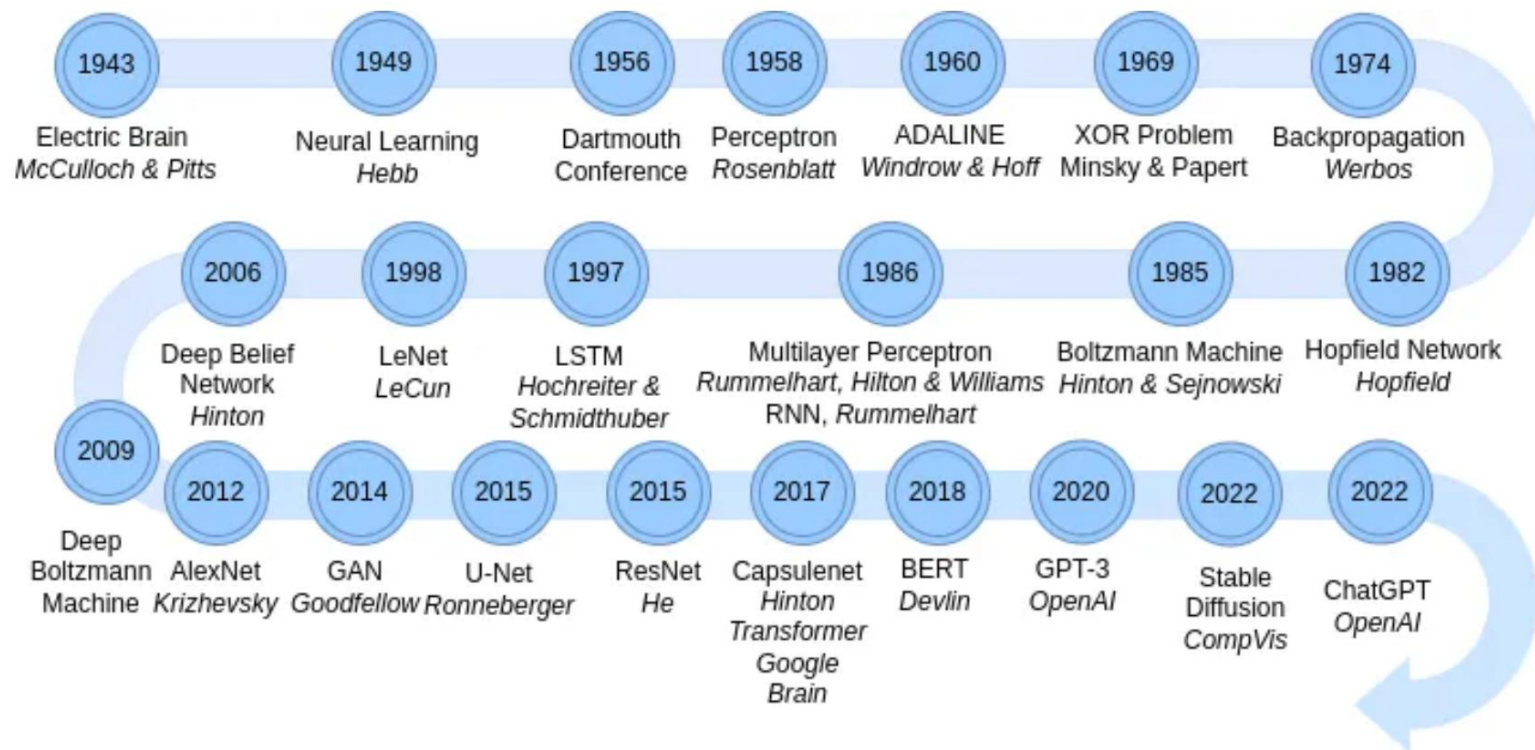 1943
Electric Brain
McCulloch & Pitts
1949
Neural Learning
Hebb
1956
Dartmouth
Conference
1958
Perceptron
Rosenblatt
1960
ADALINE
Windrow & Hoff
1969
XOR Problem
Minsky & Papert
1974
Backpropagation
Werbos
1982
Hopfield Network
Hopfield
1985
Boltzmann Machine
Hinton & Sejnowski
1986
Multilayer Perceptron
Rummelhart, Hilton & Williams
RNN, Rummelhart
1997
LSTM
Hochreiter &
Schmidthuber
1998
LeNet
LeCun
2006
Deep Belief
Network
Hinton
2009
Deep
Boltzmann
Machine
2012
AlexNet
Krizhevsky
2014
GAN
Goodfellow
2015
U-Net
Ronneberger
2015
ResNet
He
2017
Capsulenet
Hinton
Transformer
Google
Brain
2018
BERT
Devlin
2020
GPT-3
OpenAI
2022
Stable
Diffusion
CompVis
2022
ChatGPT
OpenAI